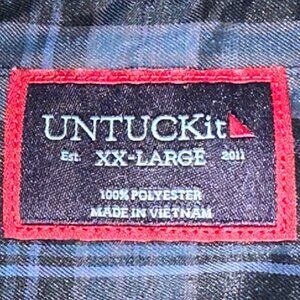 UNTUCKit
Est. XX-LARGE 2011
100% POLYESTER
MADE IN VIETNAM